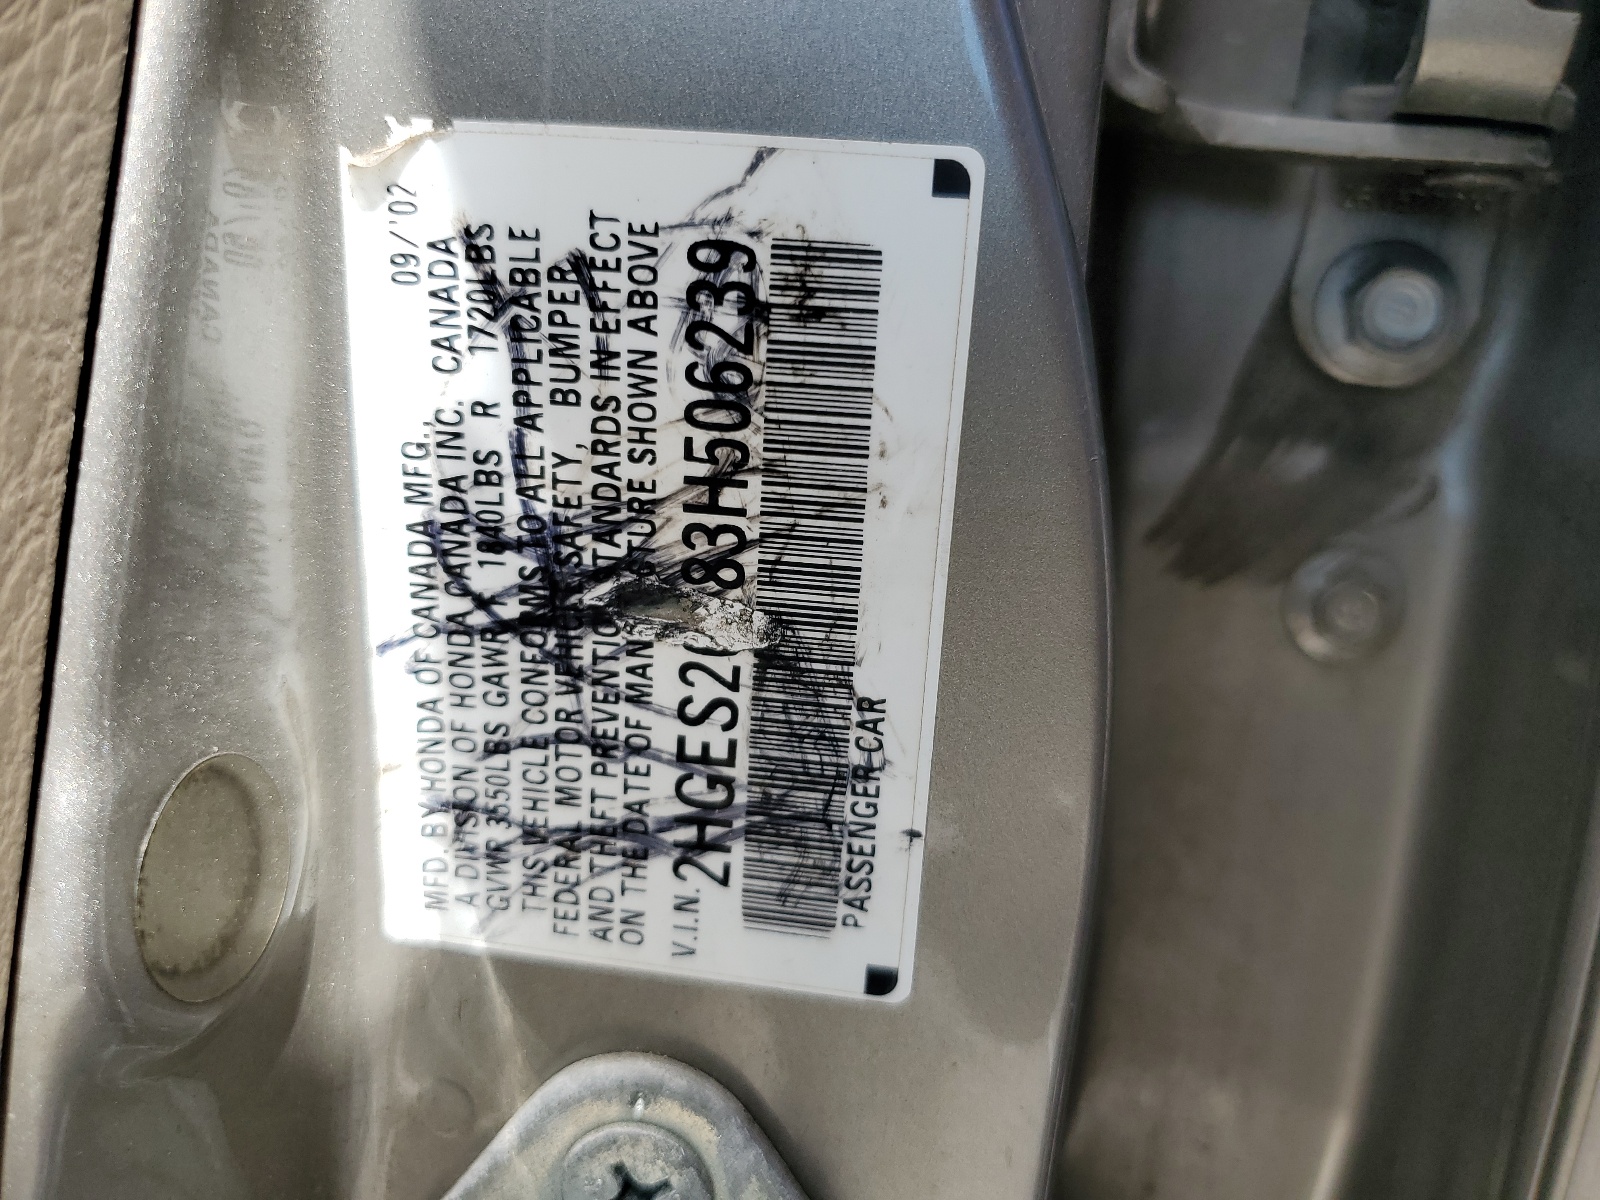 09/'02
MFD. BY HONDA OF CANADA MFG.,
A DIVISION OF HONDA CANADA INC. CANADA
GVWR 3550LBS GAWR F 1840LBS R 1720LBS
THIS VEHICLE CONFORMS TO ALL APPLICABLE
FEDERAL MOTOR VEHICLE SAFETY, BUMPER,
AND THEFT PREVENTION STANDARDS IN EFFECT
ON THE DATE OF MANUFACTURE SHOWN ABOVE
V.I.N. 2HGES2 83H506239
PASSENGER CAR